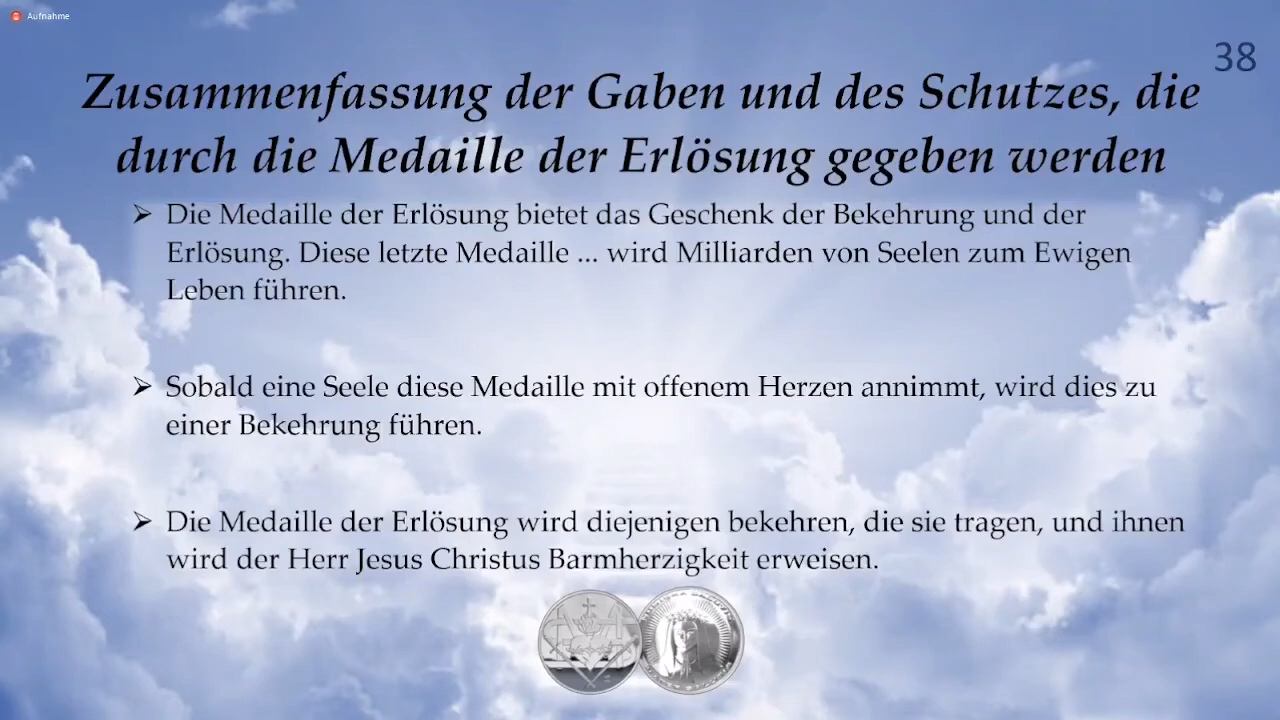 Aufnahme
38
Zusammenfassung der Gaben und des Schutzes, die
durch die Medaille der Erlösung gegeben werden
➢ Die Medaille der Erlösung bietet das Geschenk der Bekehrung und der
Erlösung. Diese letzte Medaille ... wird Milliarden von Seelen zum Ewigen
Leben führen.
➢ Sobald eine Seele diese Medaille mit offenem Herzen annimmt, wird dies zu
einer Bekehrung führen.
➢ Die Medaille der Erlösung wird diejenigen bekehren, die sie tragen, und ihnen
wird der Herr Jesus Christus Barmherzigkeit erweisen.